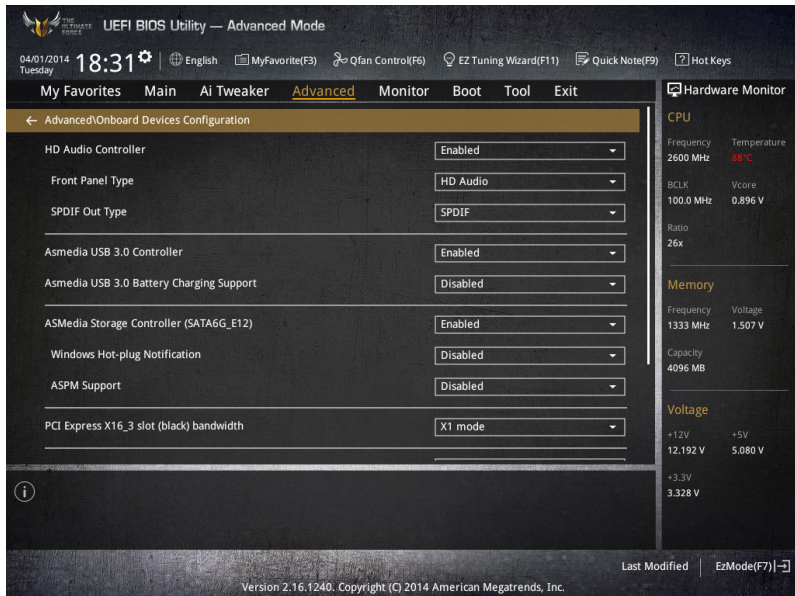 THE ULTIMATE FORCE
UEFI BIOS Utility — Advanced Mode
04/01/2014
Tuesday
18:31
English
MyFavorite(F3)
Qfan Control(F6)
EZ Tuning Wizard(F11)
Quick Note(F9)
? Hot Keys
My Favorites Main Ai Tweaker Advanced Monitor Boot Tool Exit
Hardware Monitor
← Advanced\Onboard Devices Configuration
HD Audio Controller Enabled
Front Panel Type HD Audio
SPDIF Out Type SPDIF
Asmedia USB 3.0 Controller Enabled
Asmedia USB 3.0 Battery Charging Support Disabled
ASMedia Storage Controller (SATA6G_E12) Enabled
Windows Hot-plug Notification Disabled
ASPM Support Disabled
PCI Express X16_3 slot (black) bandwidth X1 mode
CPU
Frequency Temperature
2600 MHz 88°C
BCLK Vcore
100.0 MHz 0.896 V
Ratio
26x
Memory
Frequency Voltage
1333 MHz 1.507 V
Capacity
4096 MB
Voltage
+12V +5V
12.192 V 5.080 V
+3.3V
3.328 V
Last Modified
EzMode(F7)
Version 2.16.1240. Copyright (C) 2014 American Megatrends, Inc.